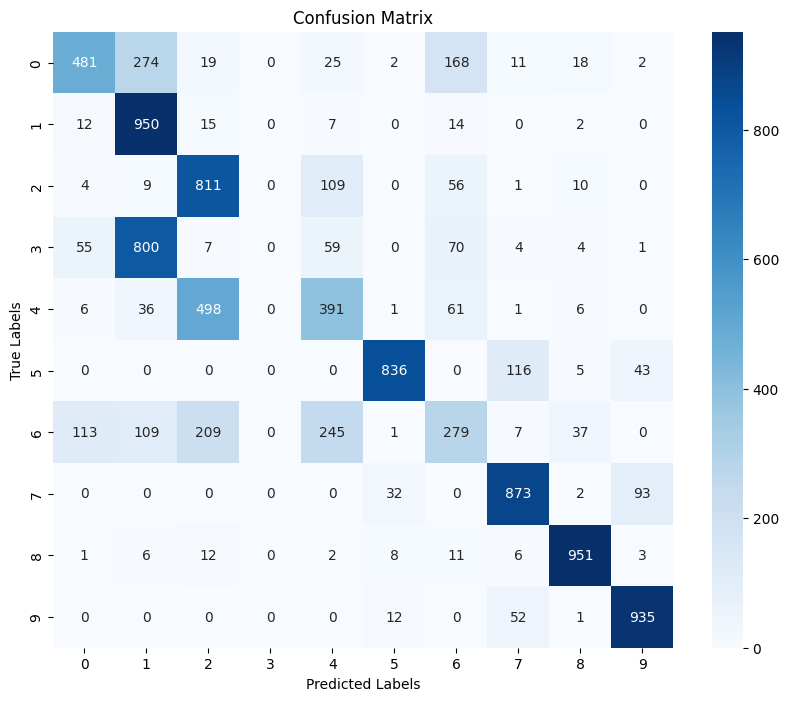 Confusion Matrix
0 481 274 19 0 25 2 168 11 18 2
1 12 950 15 0 7 0 14 0 2 0
2 4 9 811 0 109 0 56 1 10 0
3 55 800 7 0 59 0 70 4 4 1
4 6 36 498 0 391 1 61 1 6 0
5 0 0 0 0 0 836 0 116 5 43
6 113 109 209 0 245 1 279 7 37 0
7 0 0 0 0 0 32 0 873 2 93
8 1 6 12 0 2 8 11 6 951 3
9 0 0 0 0 0 12 0 52 1 935
0 1 2 3 4 5 6 7 8 9
True Labels
Predicted Labels
800
600
400
200
0